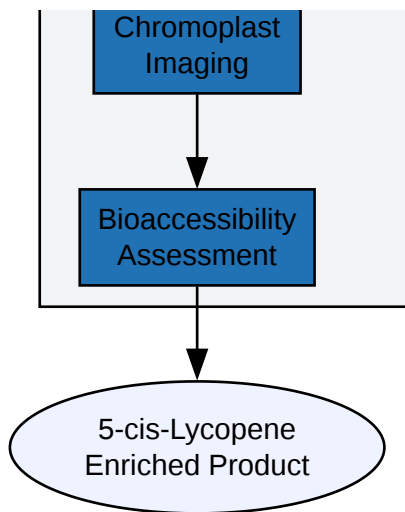 Chromoplast
Imaging
Bioaccessibility
Assessment
5-cis-Lycopene
Enriched Product